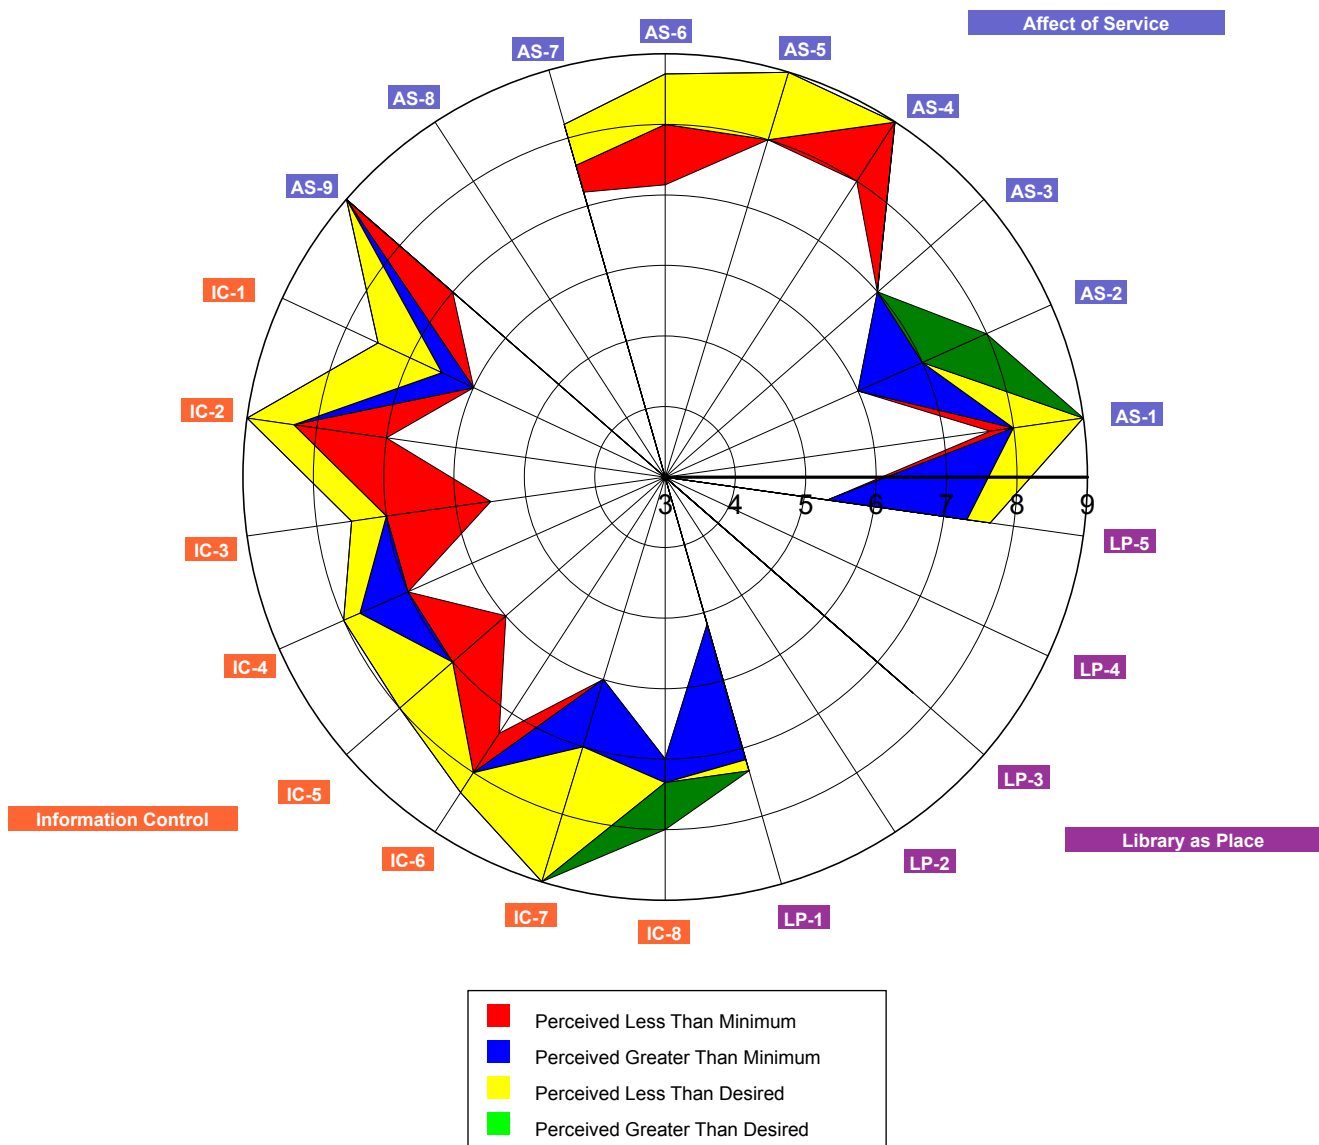 Affect of Service
AS-6
AS-7
AS-5
AS-8
AS-4
AS-9
AS-3
IC-1
AS-2
IC-2
AS-1
3 4 5 6 7 8 9
IC-3
LP-5
IC-4
LP-4
IC-5
LP-3
Information Control
Library as Place
IC-6
LP-2
IC-7
LP-1
IC-8
Perceived Less Than Minimum
Perceived Greater Than Minimum
Perceived Less Than Desired
Perceived Greater Than Desired